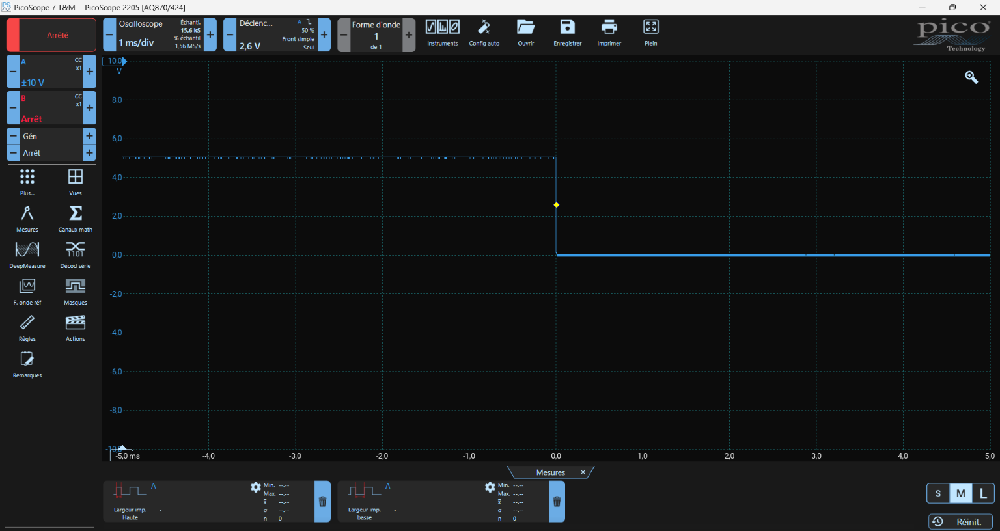 PicoScope 7 T&M - PicoScope 2205 [AQ870/424]
Arrêté
Oscilloscope
1 ms/div
Échanti.
15,6 kS
% échantil
1.56 MS/s
Déclenc...
2,6 V
A
50 %
Front simple
Seul
Forme d'onde
1
de 1
Instruments
Config auto
Ouvrir
Enregistrer
Imprimer
Plein
pico
Technology
A
CC
x1
±10 V
B
CC
x1
Arrêt
Gén
Arrêt
Plus...
Vues
Mesures
Canaux math
DeepMeasure
1101
Décod série
F. onde réf
Masques
Règles
Actions
Remarques
10,0
V
8,0
6,0
4,0
2,0
0,0
-2,0
-4,0
-6,0
-8,0
-10,0
-5,0 ms
-4,0
-3,0
-2,0
-1,0
0,0
1,0
2,0
3,0
4,0
5,0
Mesures ×
A
Largeur imp.
Haute
--,--
Min. --,--
Max. --,--
x̅ --,--
σ --,--
n 0
A
Largeur imp.
basse
--,--
Min. --,--
Max. --,--
x̅ --,--
σ --,--
n 0
S M L
Réinit.